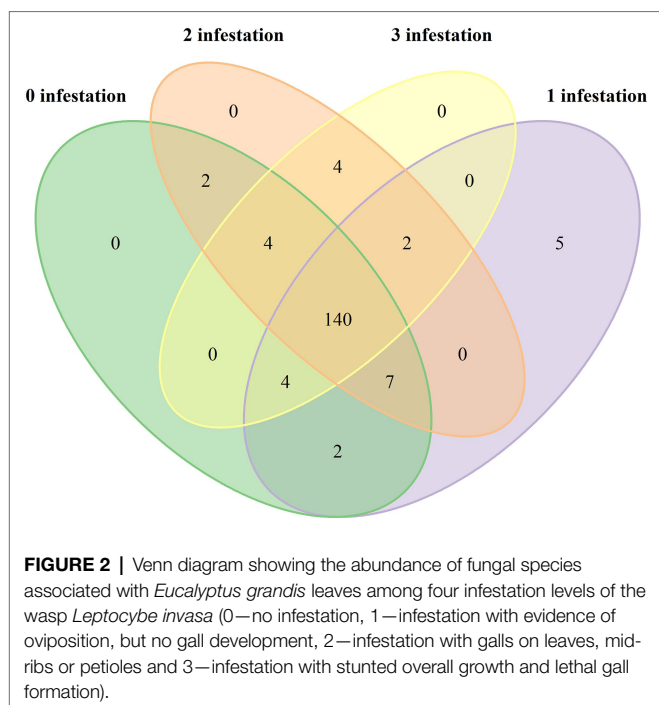 2 infestation 3 infestation
0 infestation 1 infestation
0 0
2 4 0
0 4 2 5
140
0 4 7 0
2
FIGURE 2 | Venn diagram showing the abundance of fungal species
associated with Eucalyptus grandis leaves among four infestation levels of the
wasp Leptocybe invasa (0—no infestation, 1—infestation with evidence of
oviposition, but no gall development, 2—infestation with galls on leaves, mid-
ribs or petioles and 3—infestation with stunted overall growth and lethal gall
formation).